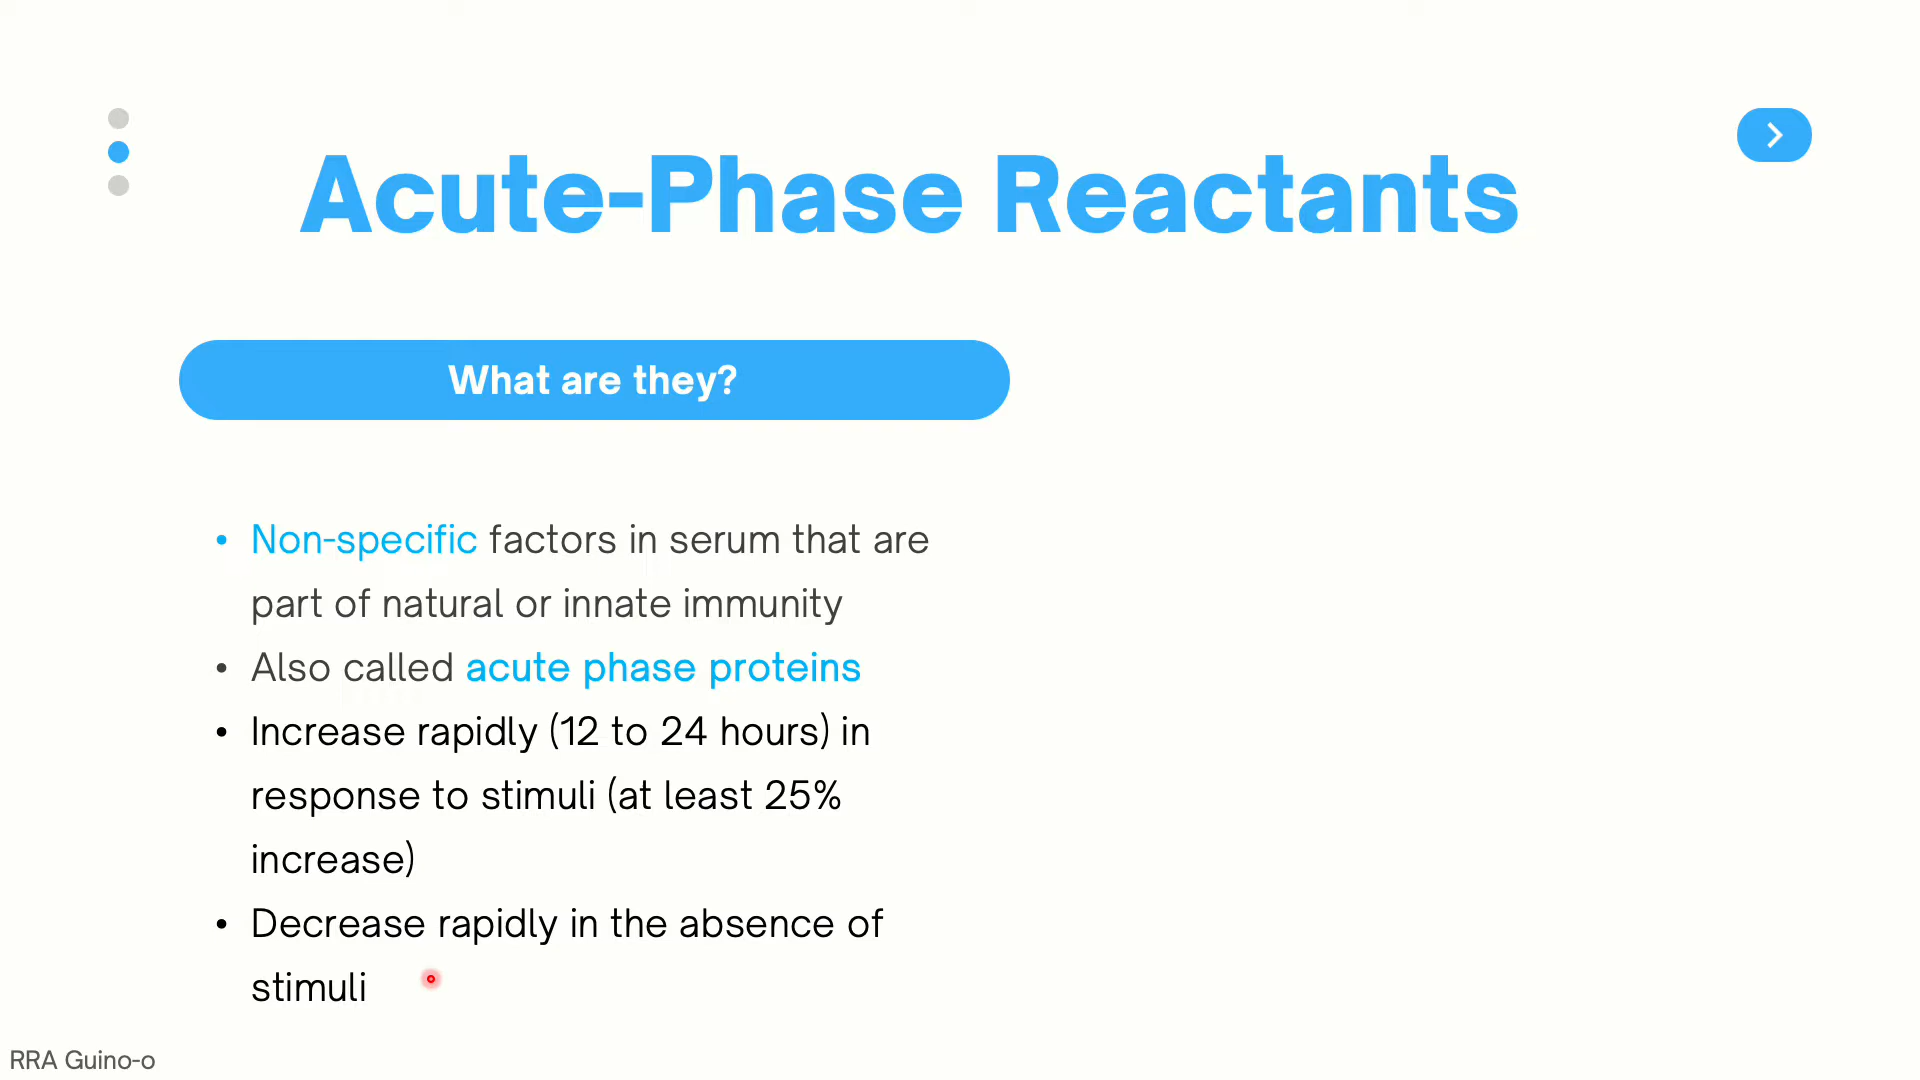 Acute-Phase Reactants
What are they?
• Non-specific factors in serum that are
part of natural or innate immunity
• Also called acute phase proteins
• Increase rapidly (12 to 24 hours) in
response to stimuli (at least 25%
increase)
• Decrease rapidly in the absence of
stimuli
RRA Guino-o